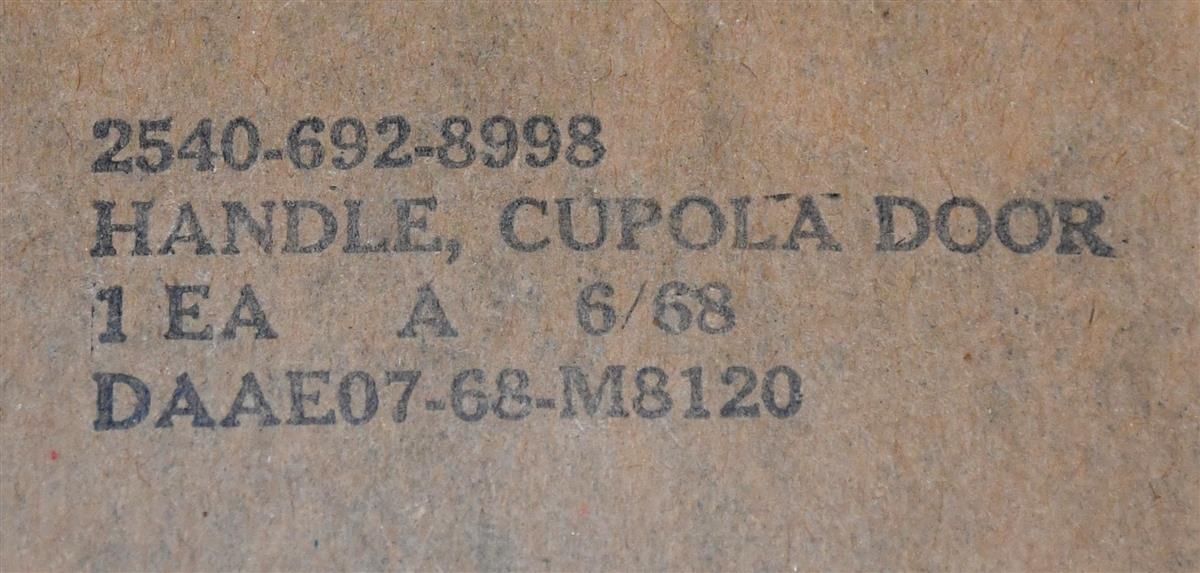 2540-692-8998
HANDLE, CUPOLA DOOR
1 EA A 6/68
DAAE07-68-M8120